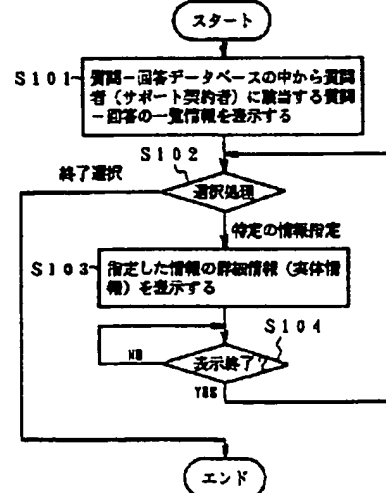 スタート
S101
質問－回答データベースの中から質問
者（サポート契約者）に該当する質問
－回答の一覧情報を表示する
S102
終了選択
選択処理
特定の情報指定
S103
指定した情報の詳細情報（実体情
報）を表示する
S104
表示終了？
NO
YES
エンド